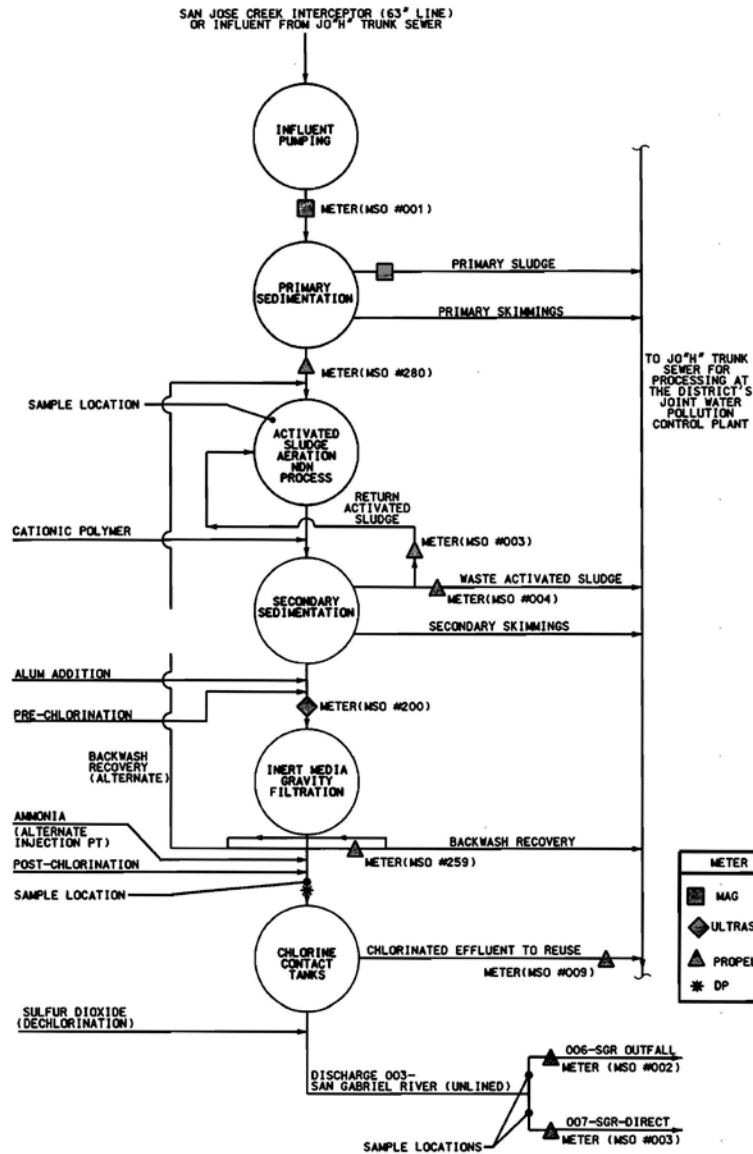 SAN JOSE CREEK INTERCEPTOR (63" LINE)
OR INFLUENT FROM JO"H" TRUNK SEWER
INFLUENT
PUMPING
METER(MSO #001)
PRIMARY SLUDGE
PRIMARY
SEDIMENTATION
PRIMARY SKIMMINGS
TO JO"H" TRUNK
SEWER FOR
PROCESSING AT
THE DISTRICT'S
JOINT WATER
POLLUTION
CONTROL PLANT
METER(MSO #280)
SAMPLE LOCATION
ACTIVATED
SLUDGE
AERATION
NDN
PROCESS
RETURN
ACTIVATED
SLUDGE
CATIONIC POLYMER
METER(MSO #003)
WASTE ACTIVATED SLUDGE
METER(MSO #004)
SECONDARY
SEDIMENTATION
SECONDARY SKIMMINGS
ALUM ADDITION
PRE-CHLORINATION
METER(MSO #200)
BACKWASH
RECOVERY
(ALTERNATE)
INERT MEDIA
GRAVITY
FILTRATION
AMMONIA
(ALTERNATE
INJECTION PT)
BACKWASH RECOVERY
METER(MSO #259)
POST-CHLORINATION
SAMPLE LOCATION
DP
METER
MAG
ULTRAS
PROPEL
DP
CHLORINE
CONTACT
TANKS
CHLORINATED EFFLUENT TO REUSE
METER(MSO #009)
SULFUR DIOXIDE
(DECHLORINATION)
DISCHARGE 003-
SAN GABRIEL RIVER (UNLINED)
006-SGR OUTFALL
METER (MSO #002)
007-SGR-DIRECT
METER (MSO #003)
SAMPLE LOCATIONS